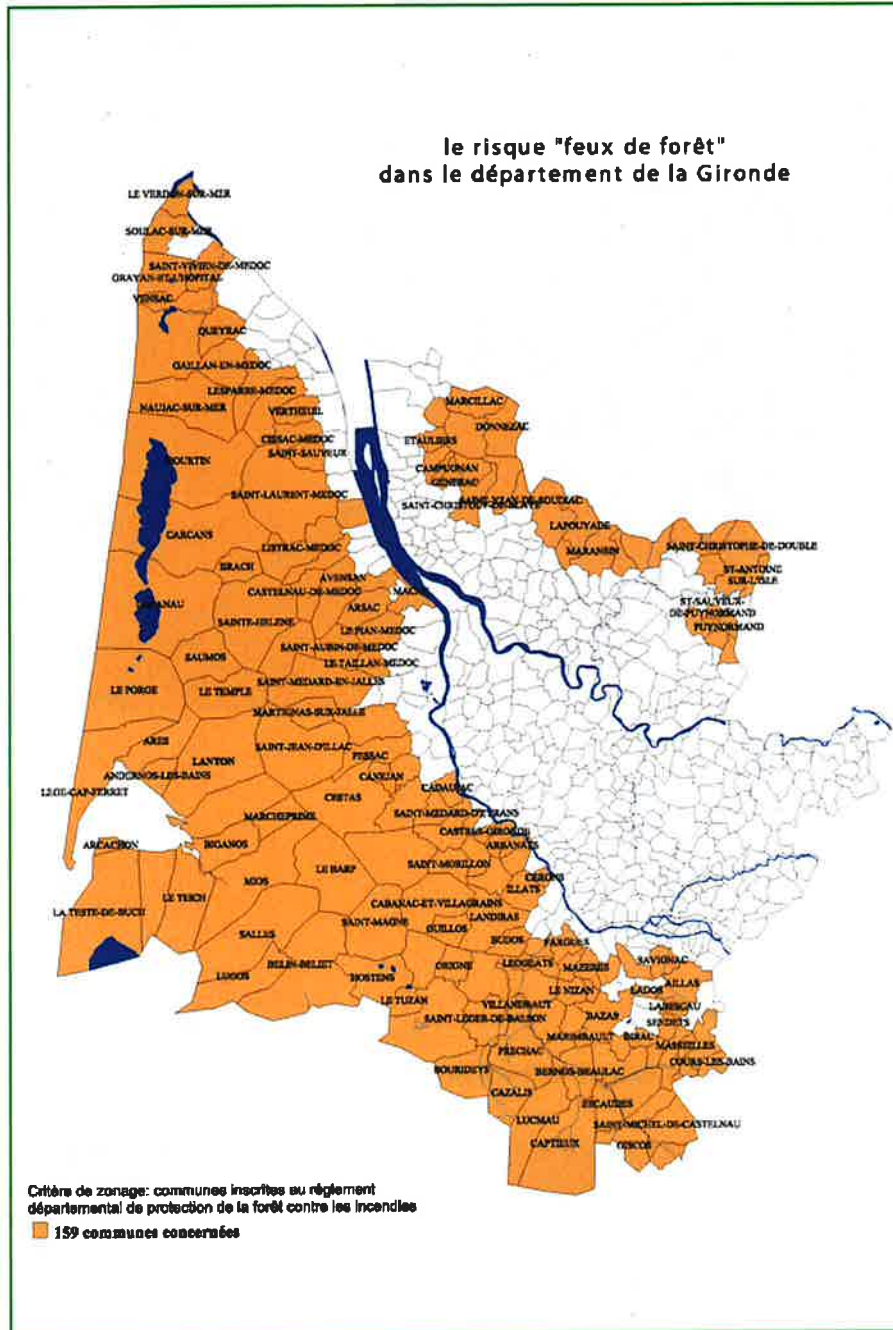 le risque "feux de forêt"
dans le département de la Gironde
LE VERDON-SUR-MER
SOULAC-SUR-MER
SAINT-VIVIEN-DE-MEDOC
GRAYAN-ET-L'HOPITAL
VENSAC
QUEYRAC
GAILLAN-EN-MEDOC
LESPARRE-MEDOC
NAUJAC-SUR-MER
VERTHEUIL
CISSAC-MEDOC
SAINT-SAUVEUR
HOURTIN
SAINT-LAURENT-MEDOC
CARCANS
LISTRAC-MEDOC
BRACH
AVENSAN
CASTELNAU-DE-MEDOC
ARSAC
LACANAU
SAINTE-HELENE
LE PIAN-MEDOC
SAINT-AUBIN-DE-MEDOC
SAUMOS
LE TAILLAN-MEDOC
LE PORGE
LE TEMPLE
SAINT-MEDARD-EN-JALLES
MARTIGNAS-SUR-JALLE
ARES
SAINT-JEAN-D'ILLAC
PESSAC
LANTON
ANDERNOS-LES-BAINS
CANEJAN
CADAUJAC
LEGE-CAP-FERRET
CESTAS
MARCHEPRIME
SAINT-MEDARD-D'EYRANS
CASTRES-GIRONDE
ARCACHON
BIGANOS
ARBANATS
LE BARP
SAINT-MORILLON
CERONS
MIOS
LE TEICH
ILLATS
CABANAC-ET-VILLAGRAINS
LA TESTE-DE-BUCH
SAINT-MAGNE
LANDIRAS
GUILLOS
SALLES
BUDOS
FARGUES
BELIN-BELIET
LUGOS
HOSTENS
ORIGNE
LEOGEATS
MAZERES
SAVIGNAC
AILLAS
LE NIZAN
LADOS
LE TUZAN
VILLANDRAUT
LABESCAU
SAINT-LEGER-DE-BALSON
BAZAS
SENDETS
MARIMBAULT
BIRAC
MASSEILLES
PRECHAC
COURS-LES-BAINS
BOURIDEYS
BERNOS-BEAULAC
CAZALIS
ESCAUDES
LUCMAU
SAINT-MICHEL-DE-CASTELNAU
CAPTIEUX
GISCOS
MARCILLAC
DONNEZAC
ETAULIERS
CAMPUGNAN
GENERAC
SAINT-YZAN-DE-SOUDIAC
SAINT-CHRISTOLY-DE-BLAYE
LAPOUYADE
MARANSIN
SAINT-CHRISTOPHE-DE-DOUBLE
ST-ANTOINE
SUR-L'ISLE
ST-SAUVEUR-
DE-PUYNORMAND
PUYNORMAND
Critère de zonage: communes inscrites au règlement
départemental de protection de la forêt contre les incendies
159 communes concernées